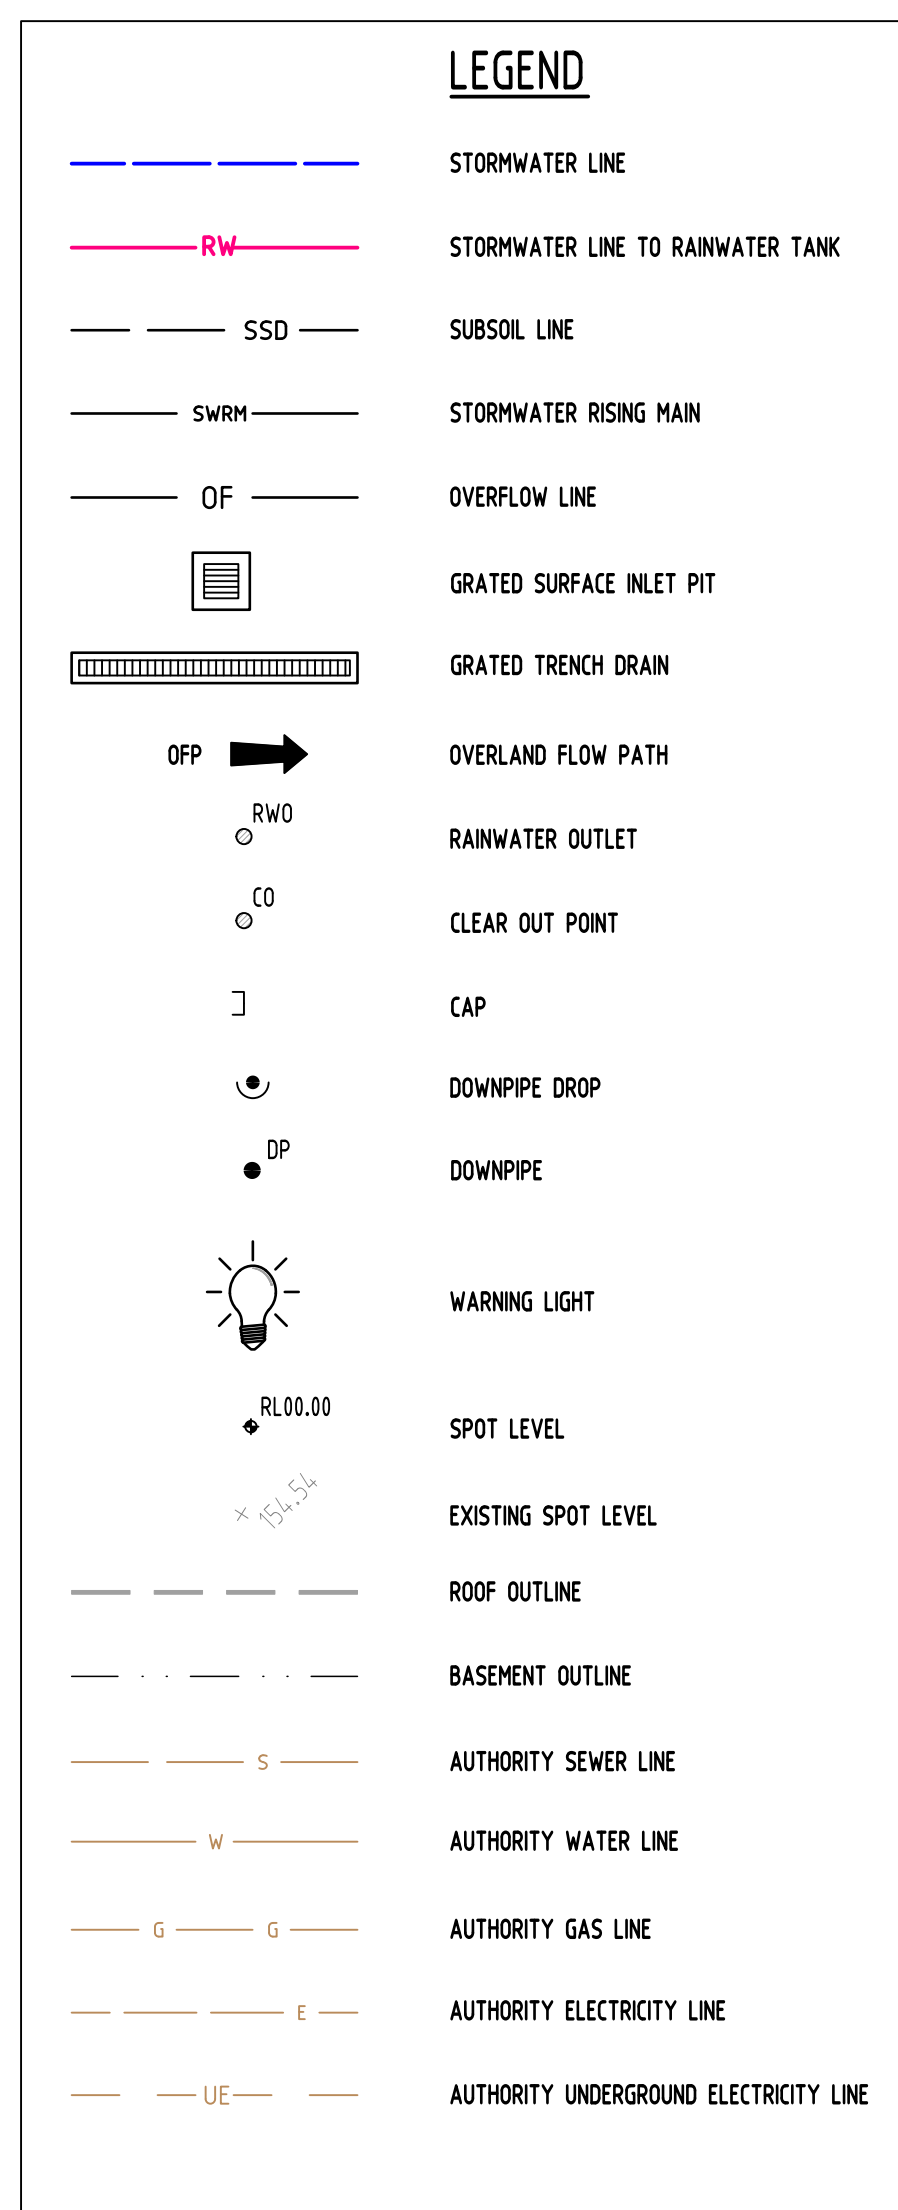 LEGEND
STORMWATER LINE
RW STORMWATER LINE TO RAINWATER TANK
SSD SUBSOIL LINE
SWRM STORMWATER RISING MAIN
OF OVERFLOW LINE
GRATED SURFACE INLET PIT
GRATED TRENCH DRAIN
OFP OVERLAND FLOW PATH
RWO
RAINWATER OUTLET
CO
CLEAR OUT POINT
CAP
DOWNPIPE DROP
DP
DOWNPIPE
WARNING LIGHT
RL00.00
SPOT LEVEL
154.54
EXISTING SPOT LEVEL
ROOF OUTLINE
BASEMENT OUTLINE
S AUTHORITY SEWER LINE
W AUTHORITY WATER LINE
G G AUTHORITY GAS LINE
E AUTHORITY ELECTRICITY LINE
UE AUTHORITY UNDERGROUND ELECTRICITY LINE